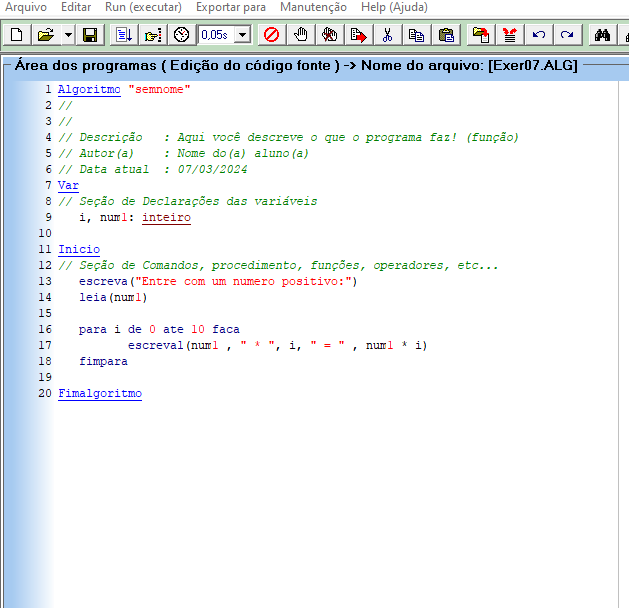 Arquivo Editar Run (executar) Exportar para Manutenção Help (Ajuda)
0,05s
Área dos programas ( Edição do código fonte ) -> Nome do arquivo: [Exer07.ALG]
1 Algoritmo "semnome"
2 //
3 //
4 // Descrição   : Aqui você descreve o que o programa faz! (função)
5 // Autor(a)    : Nome do(a) aluno(a)
6 // Data atual  : 07/03/2024
7 Var
8 // Seção de Declarações das variáveis
9    i, num1: inteiro
10
11 Inicio
12 // Seção de Comandos, procedimento, funções, operadores, etc...
13    escreva("Entre com um numero positivo:")
14    leia(num1)
15
16    para i de 0 ate 10 faca
17           escreval(num1 , " * ", i, " = " , num1 * i)
18    fimpara
19
20 Fimalgoritmo